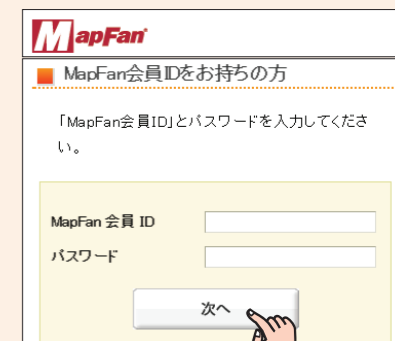 MapFan
MapFan会員IDをお持ちの方
「MapFan会員ID」とパスワードを入力してくださ
い。
MapFan 会員 ID
パスワード
次へ